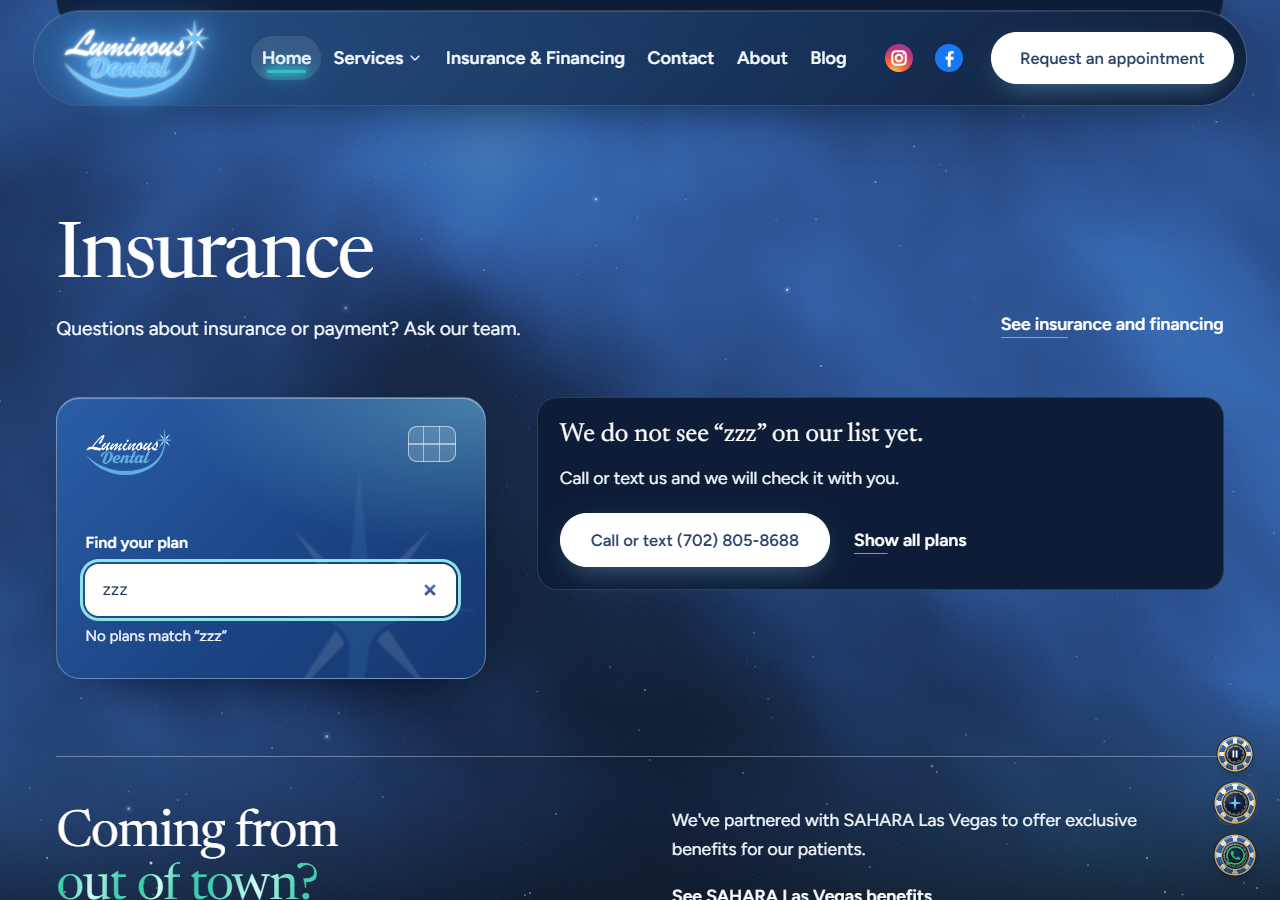 Luminous
Dental
Home
Services
Insurance & Financing
Contact
About
Blog
Request an appointment
Insurance
Questions about insurance or payment? Ask our team.
See insurance and financing
Luminous
Dental
Find your plan
zzz
No plans match “zzz”
We do not see “zzz” on our list yet.
Call or text us and we will check it with you.
Call or text (702) 805-8688
Show all plans
Coming from
out of town?
We've partnered with SAHARA Las Vegas to offer exclusive
benefits for our patients.
See SAHARA Las Vegas benefits